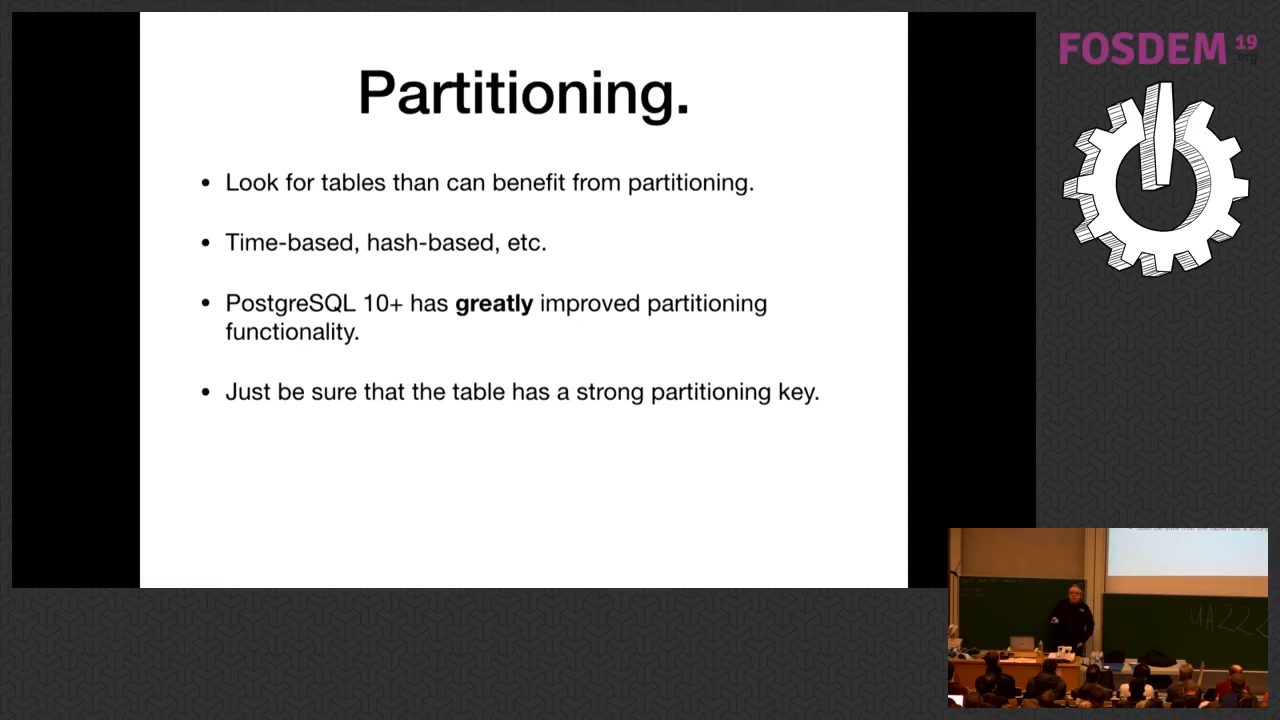 Partitioning.
• Look for tables than can benefit from partitioning.
• Time-based, hash-based, etc.
• PostgreSQL 10+ has greatly improved partitioning
functionality.
• Just be sure that the table has a strong partitioning key.
FOSDEM 19
.org